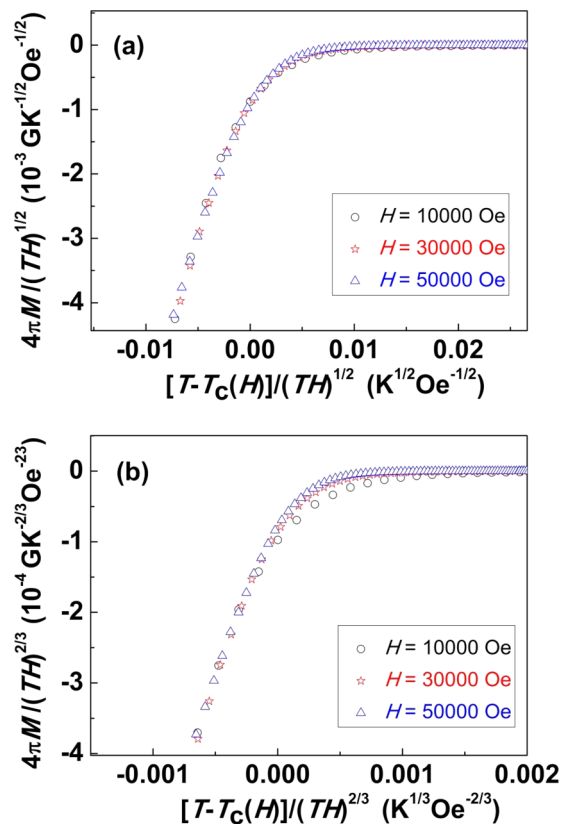 (a)
0
-1
-2
-3
-4
4πM/(TH)^1/2 (10^-3 GK^-1/2Oe^-1/2)
H = 10000 Oe
H = 30000 Oe
H = 50000 Oe
-0.01 0.00 0.01 0.02
[T-TC(H)]/(TH)^1/2 (K^1/2Oe^-1/2)
(b)
0
-1
-2
-3
-4
4πM/(TH)^2/3 (10^-4 GK^-2/3Oe^-23)
H = 10000 Oe
H = 30000 Oe
H = 50000 Oe
-0.001 0.000 0.001 0.002
[T-TC(H)]/(TH)^2/3 (K^1/3Oe^-2/3)